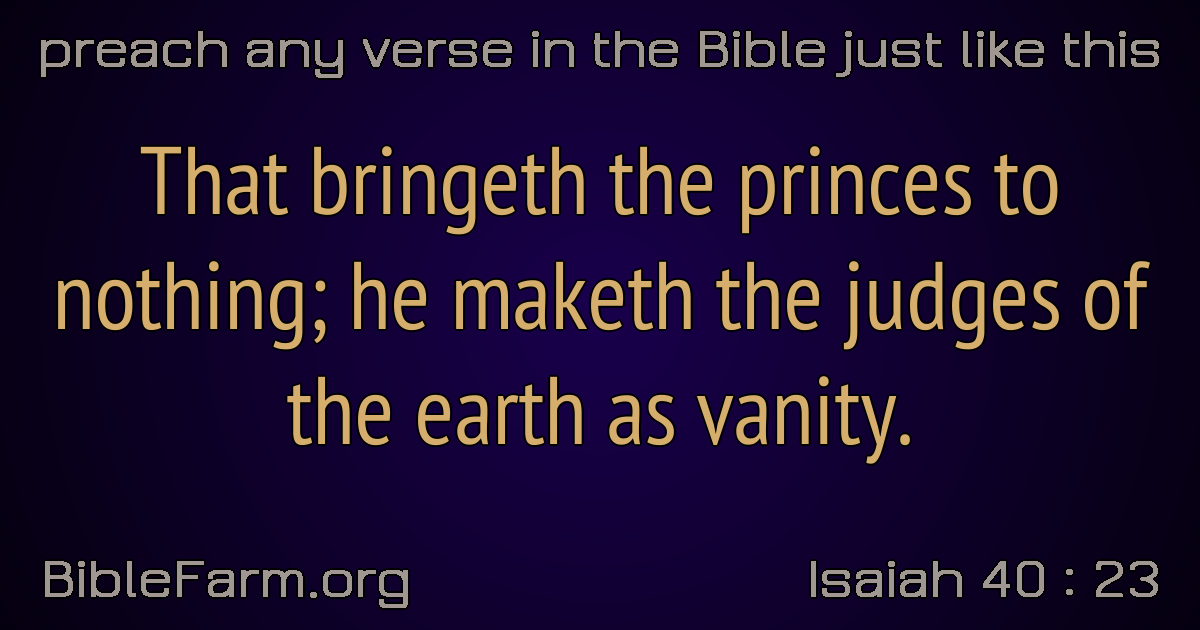 preach any verse in the Bible just like this
That bringeth the princes to
nothing; he maketh the judges of
the earth as vanity.
BibleFarm.org
Isaiah 40 : 23